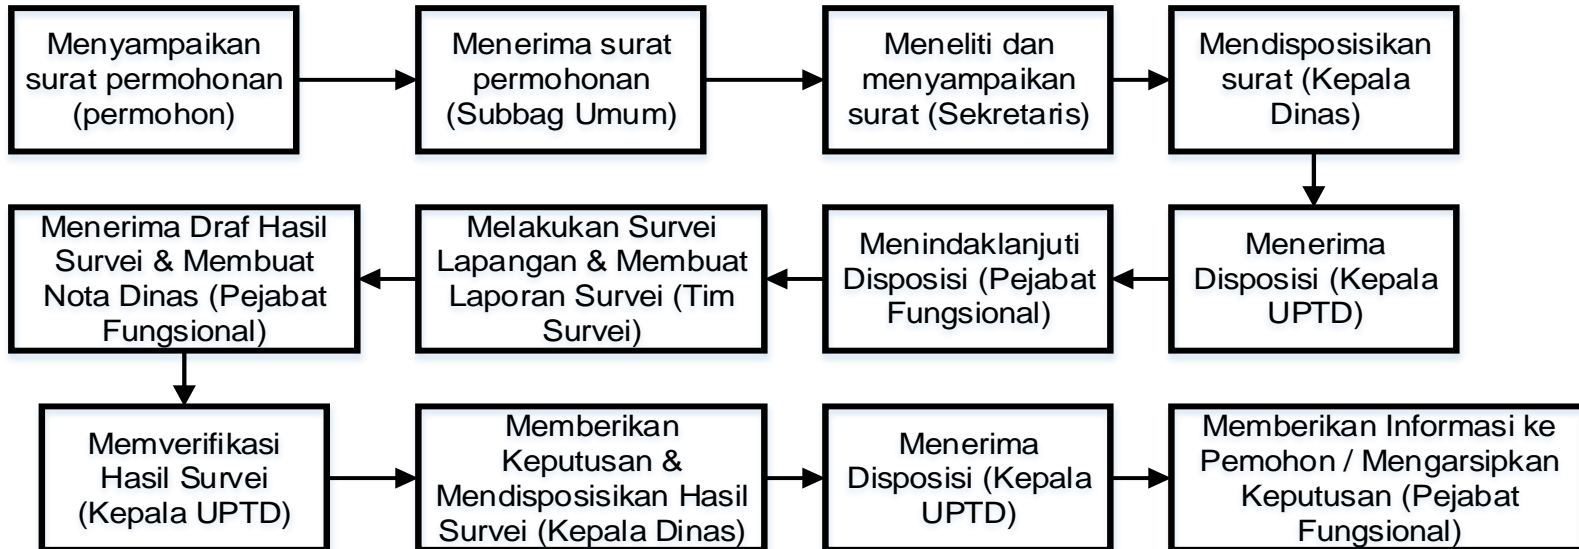 Menyampaikan
surat permohonan
(permohon)
Menerima surat
permohonan
(Subbag Umum)
Meneliti dan
menyampaikan
surat (Sekretaris)
Mendisposisikan
surat (Kepala
Dinas)
Menerima
Disposisi (Kepala
UPTD)
Menindaklanjuti
Disposisi (Pejabat
Fungsional)
Melakukan Survei
Lapangan & Membuat
Laporan Survei (Tim
Survei)
Menerima Draf Hasil
Survei & Membuat
Nota Dinas (Pejabat
Fungsional)
Memverifikasi
Hasil Survei
(Kepala UPTD)
Memberikan
Keputusan &
Mendisposisikan Hasil
Survei (Kepala Dinas)
Menerima
Disposisi (Kepala
UPTD)
Memberikan Informasi ke
Pemohon / Mengarsipkan
Keputusan (Pejabat
Fungsional)